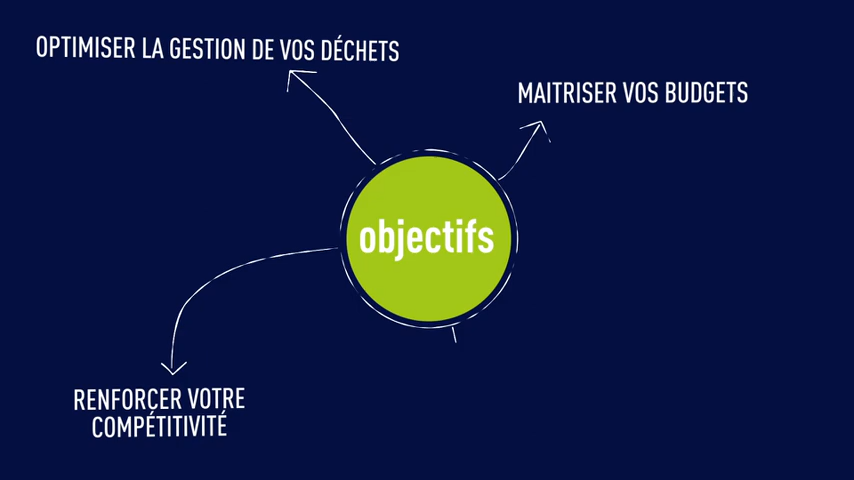 OPTIMISER LA GESTION DE VOS DÉCHETS
MAITRISER VOS BUDGETS
objectifs
RENFORCER VOTRE
COMPÉTITIVITÉ